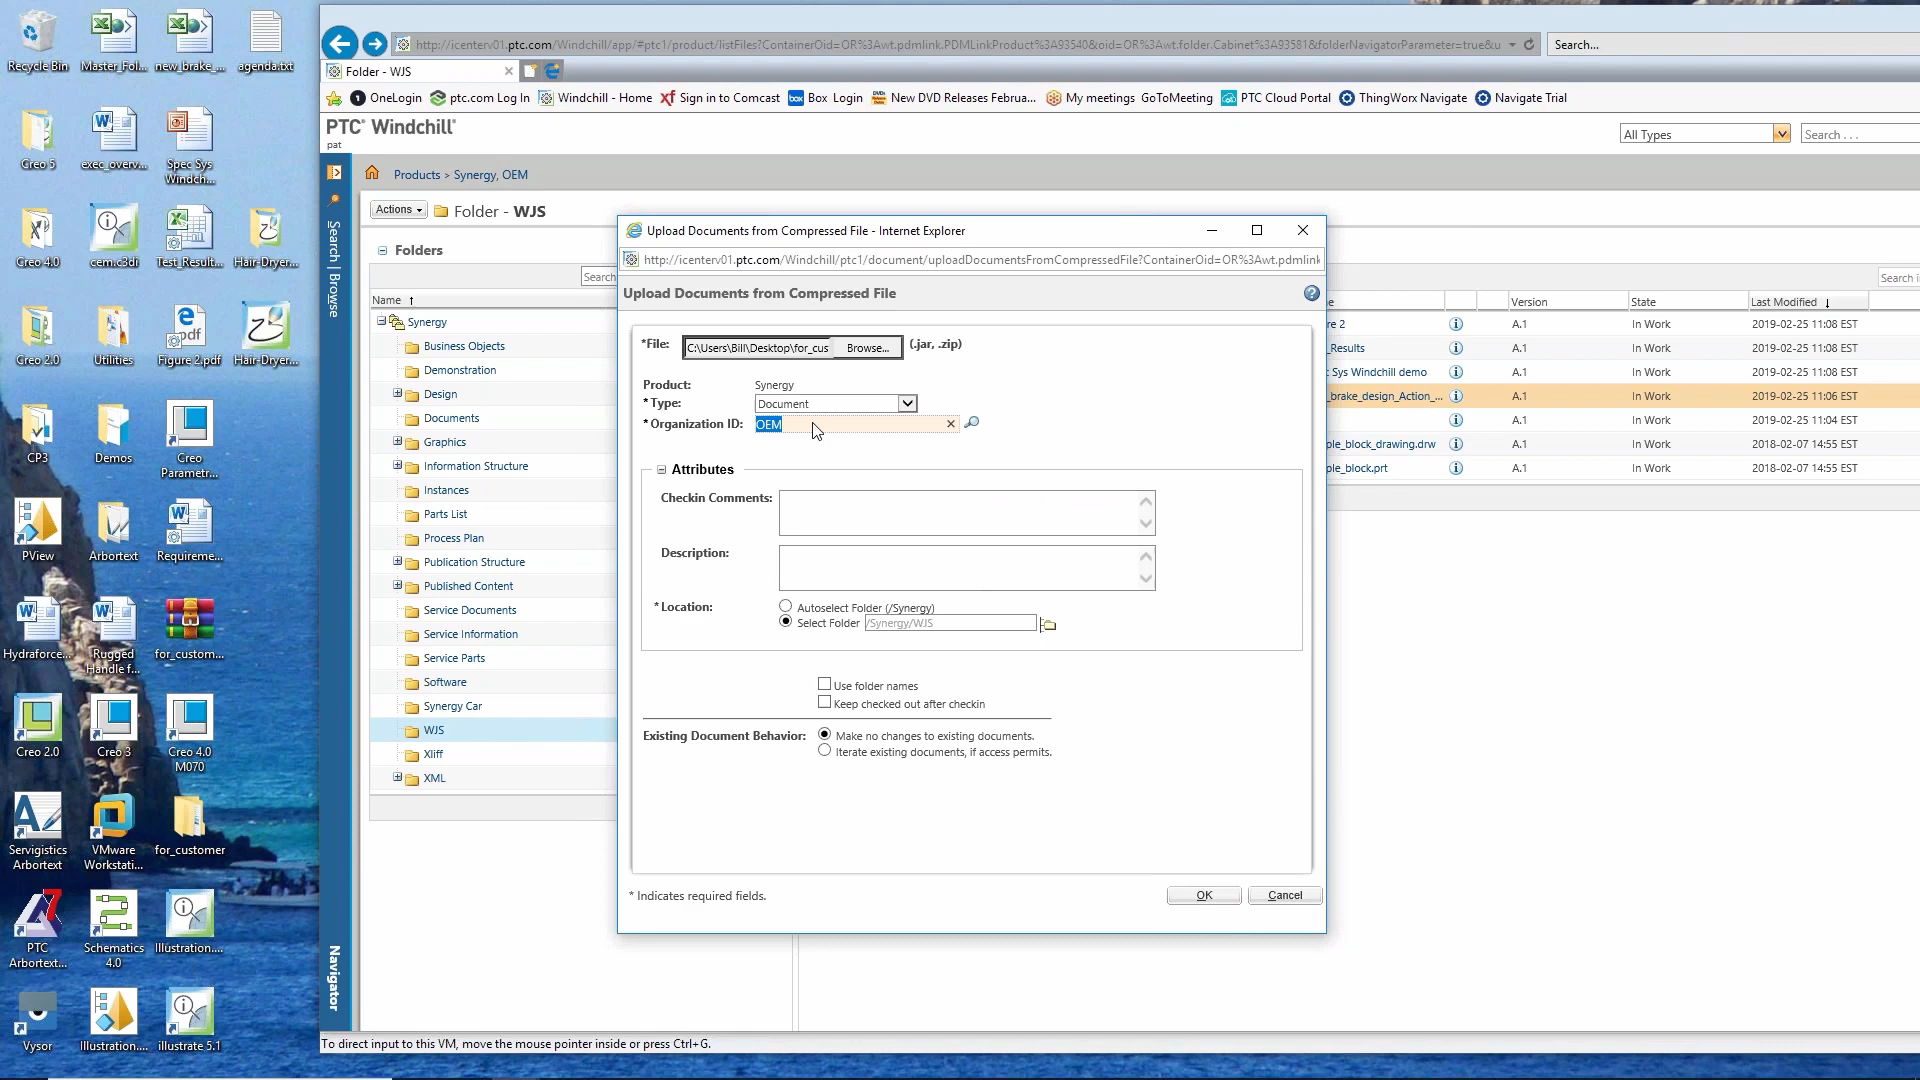 Recycle Bin
Master_Fol...
new_brake_...
agenda.txt
Creo 5
exec_overv...
Spec Sys
Windch...
Creo 4.0
cem.c3di
Test_Result...
Hair-Dryer...
Creo 2.0
Utilities
Figure 2.pdf
Hair-Dryer...
CP3
Demos
Creo
Parametr...
PView
Arbortext
Requireme...
Hydraforce...
Rugged
Handle f...
for_custom...
Creo 2.0
Creo 3
Creo 4.0
M070
Servigistics
Arbortext
VMware
Workstati...
for_customer
PTC
Arbortext...
Schematics
4.0
Illustration....
Vysor
Illustration....
illustrate 5.1
http://icenterv01.ptc.com/Windchill/app/#ptc1/product/listFiles?ContainerOid=OR%3Awt.pdmlink.PDMLinkProduct%3A93540&oid=OR%3Awt.folder.Cabinet%3A93581&folderNavigatorParameter=true&u
Search...
Folder - WJS
OneLogin
ptc.com Log In
Windchill - Home
Sign in to Comcast
box Box Login
New DVD Releases Februa...
My meetings GoToMeeting
PTC Cloud Portal
ThingWorx Navigate
Navigate Trial
PTC® Windchill®
pat
All Types
Search . . .
Products > Synergy, OEM
Actions
Folder - WJS
Search | Browse
Navigator
Folders
Search
Name
Synergy
Business Objects
Demonstration
Design
Documents
Graphics
Information Structure
Instances
Parts List
Process Plan
Publication Structure
Published Content
Service Documents
Service Information
Service Parts
Software
Synergy Car
WJS
Xliff
XML
Upload Documents from Compressed File - Internet Explorer
http://icenterv01.ptc.com/Windchill/ptc1/document/uploadDocumentsFromCompressedFile?ContainerOid=OR%3Awt.pdmlink
Upload Documents from Compressed File
*File: C:\Users\Bill\Desktop\for_cus Browse... (.jar, .zip)
Product: Synergy
*Type: Document
*Organization ID: OEM
Attributes
Checkin Comments:
Description:
*Location: Autoselect Folder (/Synergy)
Select Folder /Synergy/WJS
Use folder names
Keep checked out after checkin
Existing Document Behavior: Make no changes to existing documents.
Iterate existing documents, if access permits.
* Indicates required fields.
OK
Cancel
Search i
e Version State Last Modified
re 2 A.1 In Work 2019-02-25 11:08 EST
_Results A.1 In Work 2019-02-25 11:08 EST
: Sys Windchill demo A.1 In Work 2019-02-25 11:08 EST
_brake_design_Action_... A.1 In Work 2019-02-25 11:06 EST
A.1 In Work 2019-02-25 11:04 EST
ple_block_drawing.drw A.1 In Work 2018-02-07 14:55 EST
ple_block.prt A.1 In Work 2018-02-07 14:55 EST
To direct input to this VM, move the mouse pointer inside or press Ctrl+G.